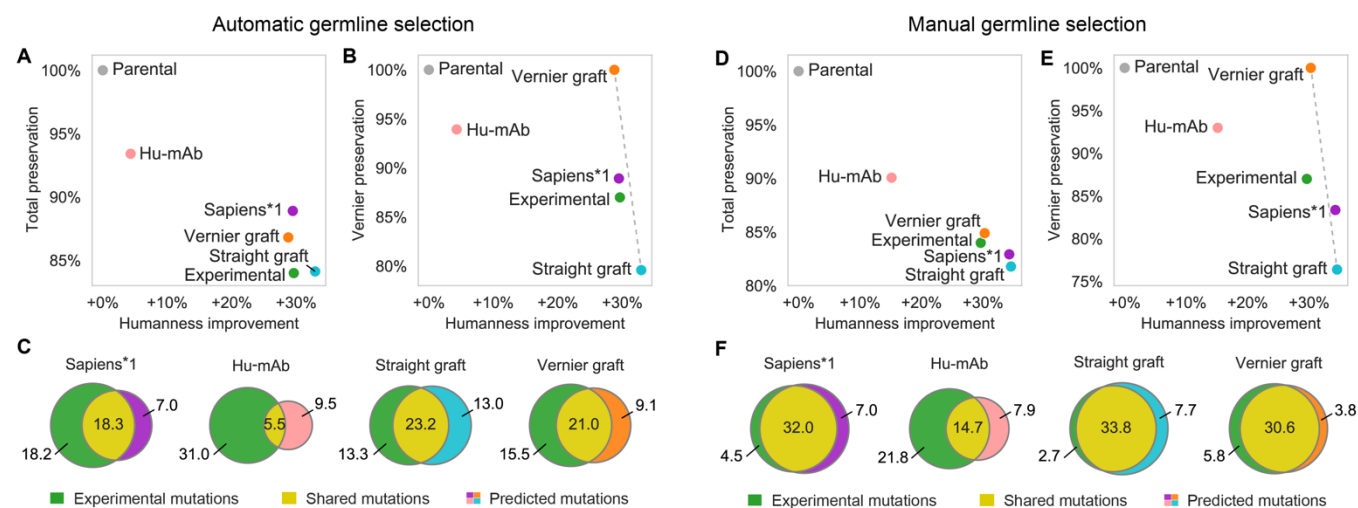 Automatic germline selection
A
Total preservation
100%
95%
90%
85%
Parental
Hu-mAb
Sapiens*1
Vernier graft
Straight graft
Experimental
+0%
+10%
+20%
+30%
Humanness improvement
B
Vernier preservation
100%
95%
90%
85%
80%
Parental
Vernier graft
Hu-mAb
Sapiens*1
Experimental
Straight graft
+0%
+10%
+20%
+30%
Humanness improvement
C
Sapiens*1
18.3
7.0
18.2
Hu-mAb
5.5
9.5
31.0
Straight graft
23.2
13.0
13.3
Vernier graft
21.0
9.1
15.5
Experimental mutations
Shared mutations
Predicted mutations
Manual germline selection
D
Total preservation
100%
95%
90%
85%
80%
Parental
Hu-mAb
Vernier graft
Experimental
Sapiens*1
Straight graft
+0%
+10%
+20%
+30%
Humanness improvement
E
Vernier preservation
100%
95%
90%
85%
80%
75%
Parental
Vernier graft
Hu-mAb
Experimental
Sapiens*1
Straight graft
+0%
+10%
+20%
+30%
Humanness improvement
F
Sapiens*1
32.0
7.0
4.5
Hu-mAb
14.7
7.9
21.8
Straight graft
33.8
7.7
2.7
Vernier graft
30.6
3.8
5.8
Experimental mutations
Shared mutations
Predicted mutations